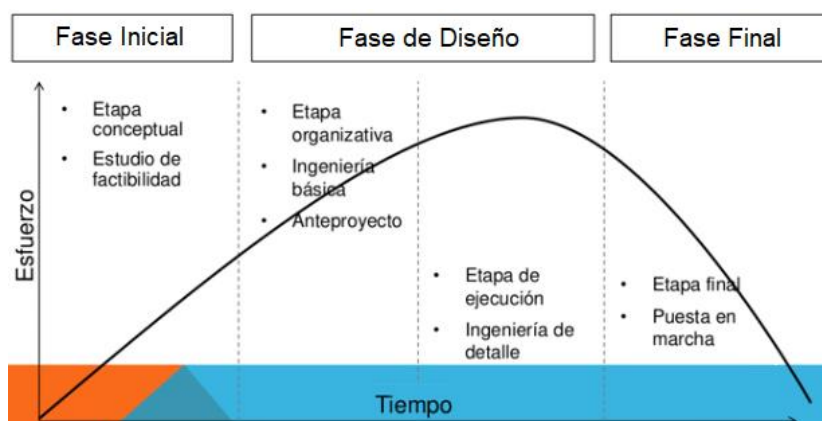 Fase Inicial
Fase de Diseño
Fase Final
Esfuerzo
• Etapa
conceptual
• Estudio de
factibilidad
• Etapa
organizativa
• Ingeniería
básica
• Anteproyecto
• Etapa de
ejecución
• Ingeniería de
detalle
• Etapa final
• Puesta en
marcha
Tiempo